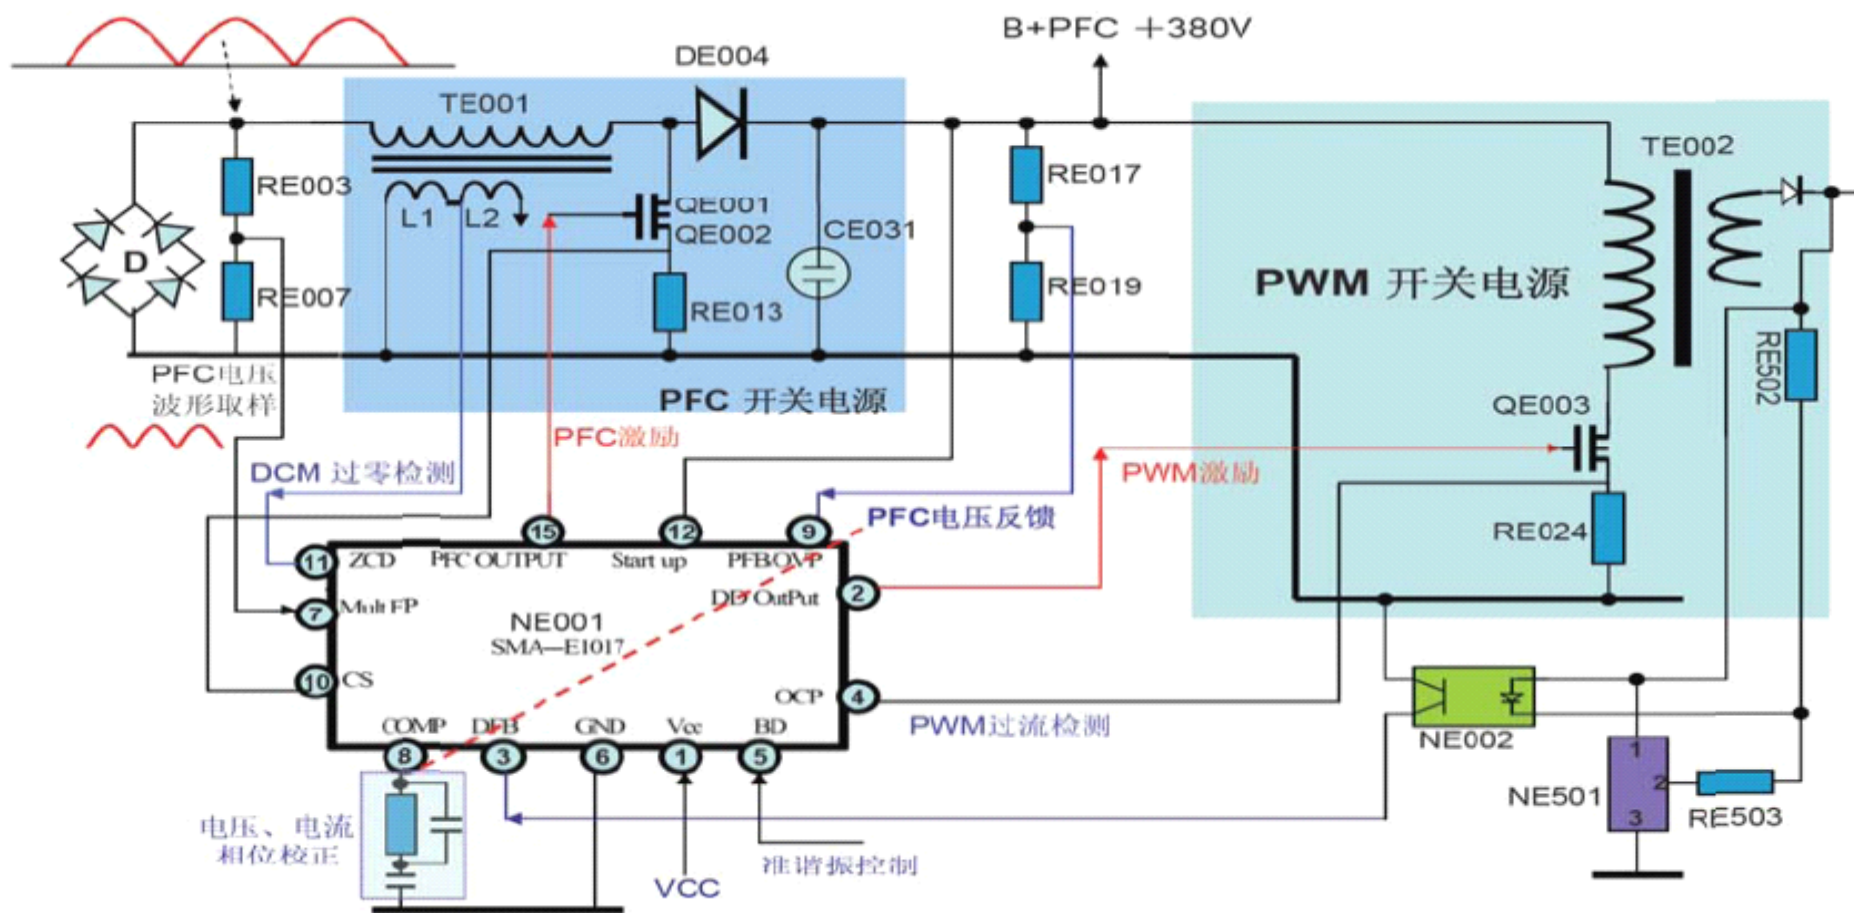 B+PFC +380V
DE004
TE001
TE002
RE003
RE017
L1
L2
QE001
QE002
CE031
D
RE007
RE013
RE019
PWM 开关电源
RE502
PFC电压
波形取样
PFC 开关电源
QE003
PFC激励
DCM 过零检测
PWM激励
PFC电压反馈
RE024
15
12
9
11
ZCD
PFC OUTPUT
Start up
PFB/OVP
7
Mult FP
DD OutPut
2
NE001
SMA—E1017
10
CS
OCP
4
PWM过流检测
COMP
DFB
GND
Vcc
BD
8
3
6
1
5
NE002
1
2
3
NE501
RE503
电压、电流
相位校正
准谐振控制
VCC